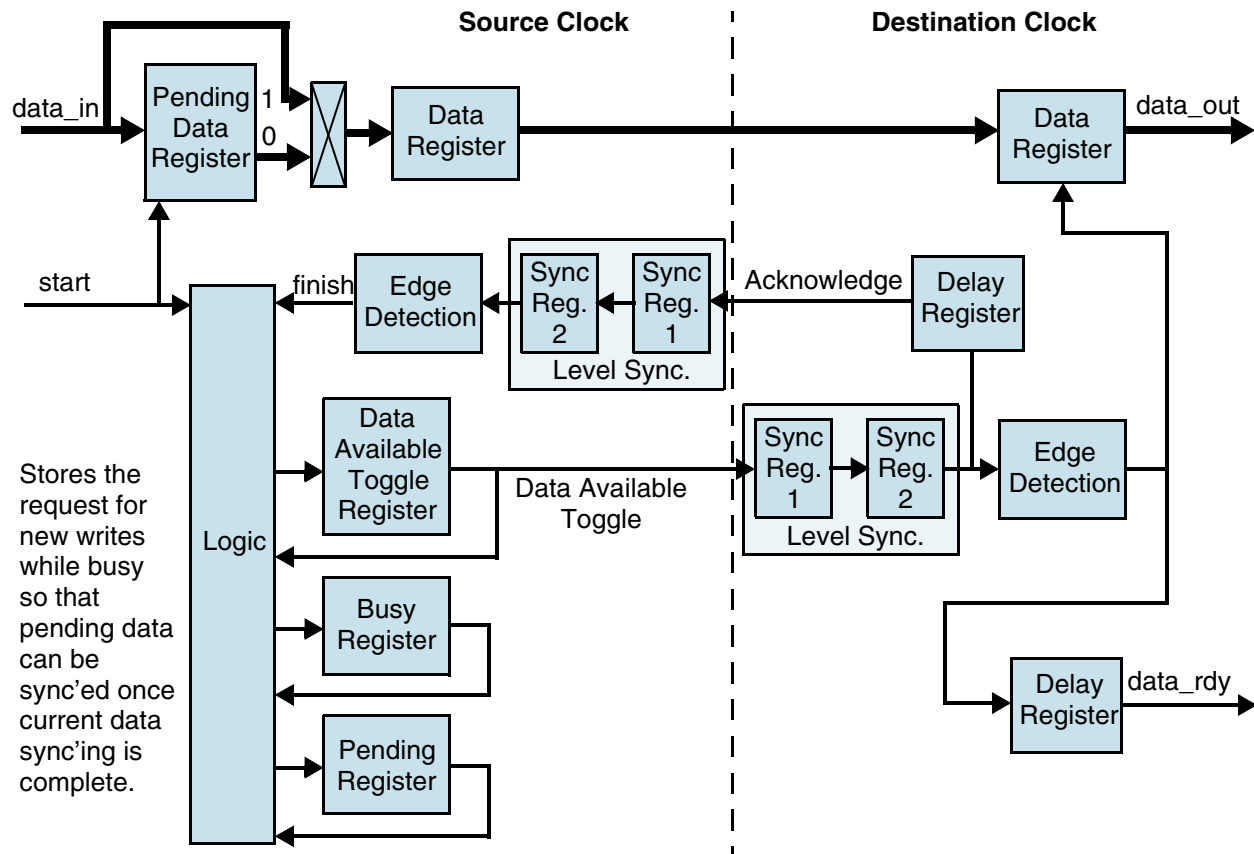 Source Clock
Destination Clock
data_in
Pending
Data
Register
1
0
Data
Register
Data
Register
data_out
start
finish
Edge
Detection
Sync
Reg.
2
Sync
Reg.
1
Level Sync.
Acknowledge
Delay
Register
Stores the
request for
new writes
while busy
so that
pending data
can be
sync'ed once
current data
sync'ing is
complete.
Logic
Data
Available
Toggle
Register
Data Available
Toggle
Sync
Reg.
1
Sync
Reg.
2
Level Sync.
Edge
Detection
Busy
Register
Pending
Register
Delay
Register
data_rdy